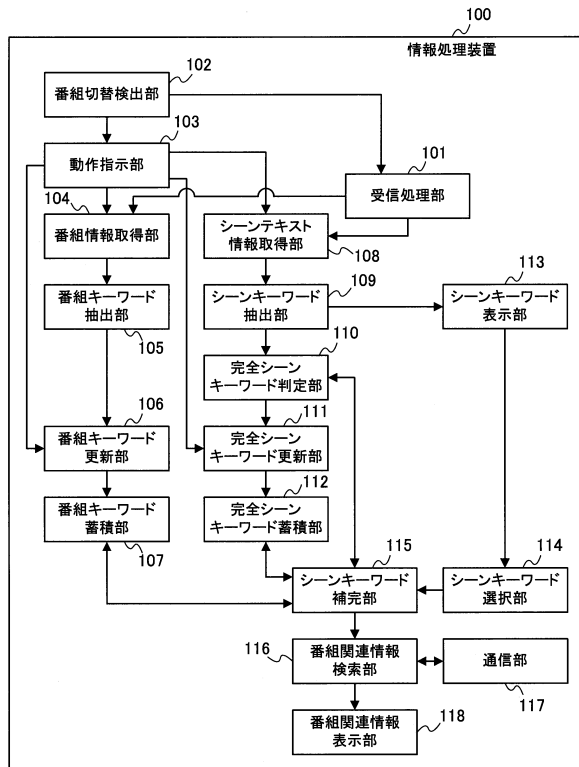 100
情報処理装置
102
番組切替検出部
103
動作指示部
101
受信処理部
104
番組情報取得部
シーンテキスト
情報取得部
108
番組キーワード
抽出部
105
109
シーンキーワード
抽出部
113
シーンキーワード
表示部
110
完全シーン
キーワード判定部
106
番組キーワード
更新部
111
完全シーン
キーワード更新部
番組キーワード
蓄積部
107
112
完全シーン
キーワード蓄積部
115
シーンキーワード
補完部
114
シーンキーワード
選択部
116
番組関連情報
検索部
通信部
117
番組関連情報
表示部
118